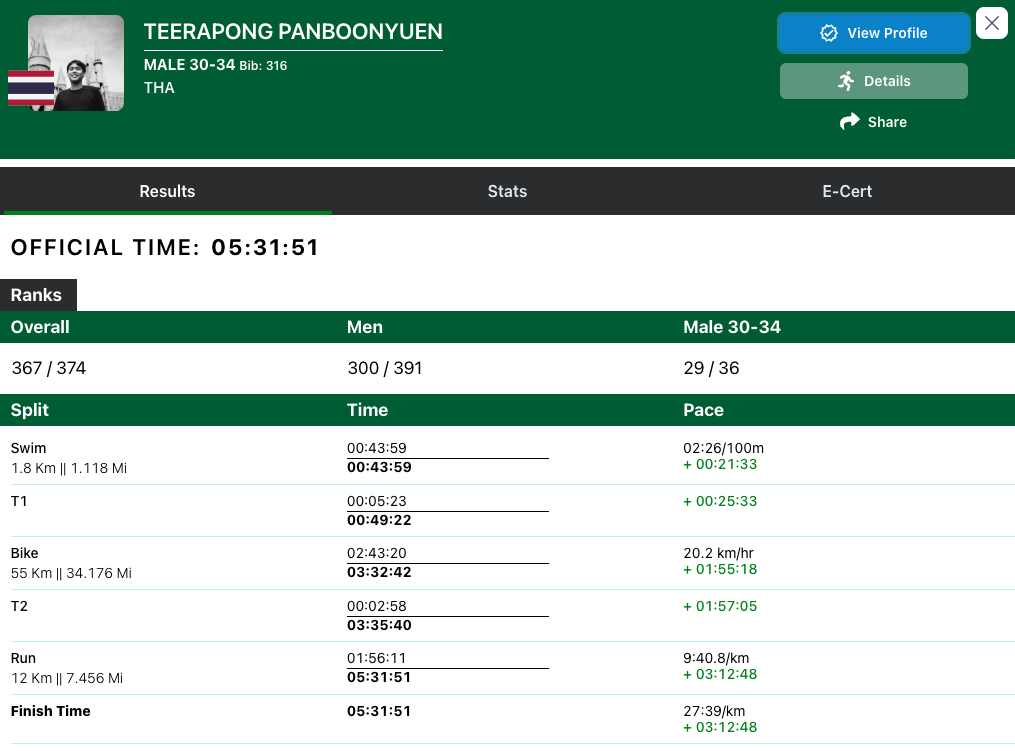 TEERAPONG PANBOONYUEN
MALE 30-34 Bib: 316
THA
View Profile
Details
Share
Results Stats E-Cert
OFFICIAL TIME: 05:31:51
Ranks
Overall Men Male 30-34
367 / 374 300 / 391 29 / 36
Split Time Pace
Swim 00:43:59 02:26/100m
1.8 Km || 1.118 Mi 00:43:59 + 00:21:33
T1 00:05:23 + 00:25:33
00:49:22
Bike 02:43:20 20.2 km/hr
55 Km || 34.176 Mi 03:32:42 + 01:55:18
T2 00:02:58 + 01:57:05
03:35:40
Run 01:56:11 9:40.8/km
12 Km || 7.456 Mi 05:31:51 + 03:12:48
Finish Time 05:31:51 27:39/km
+ 03:12:48